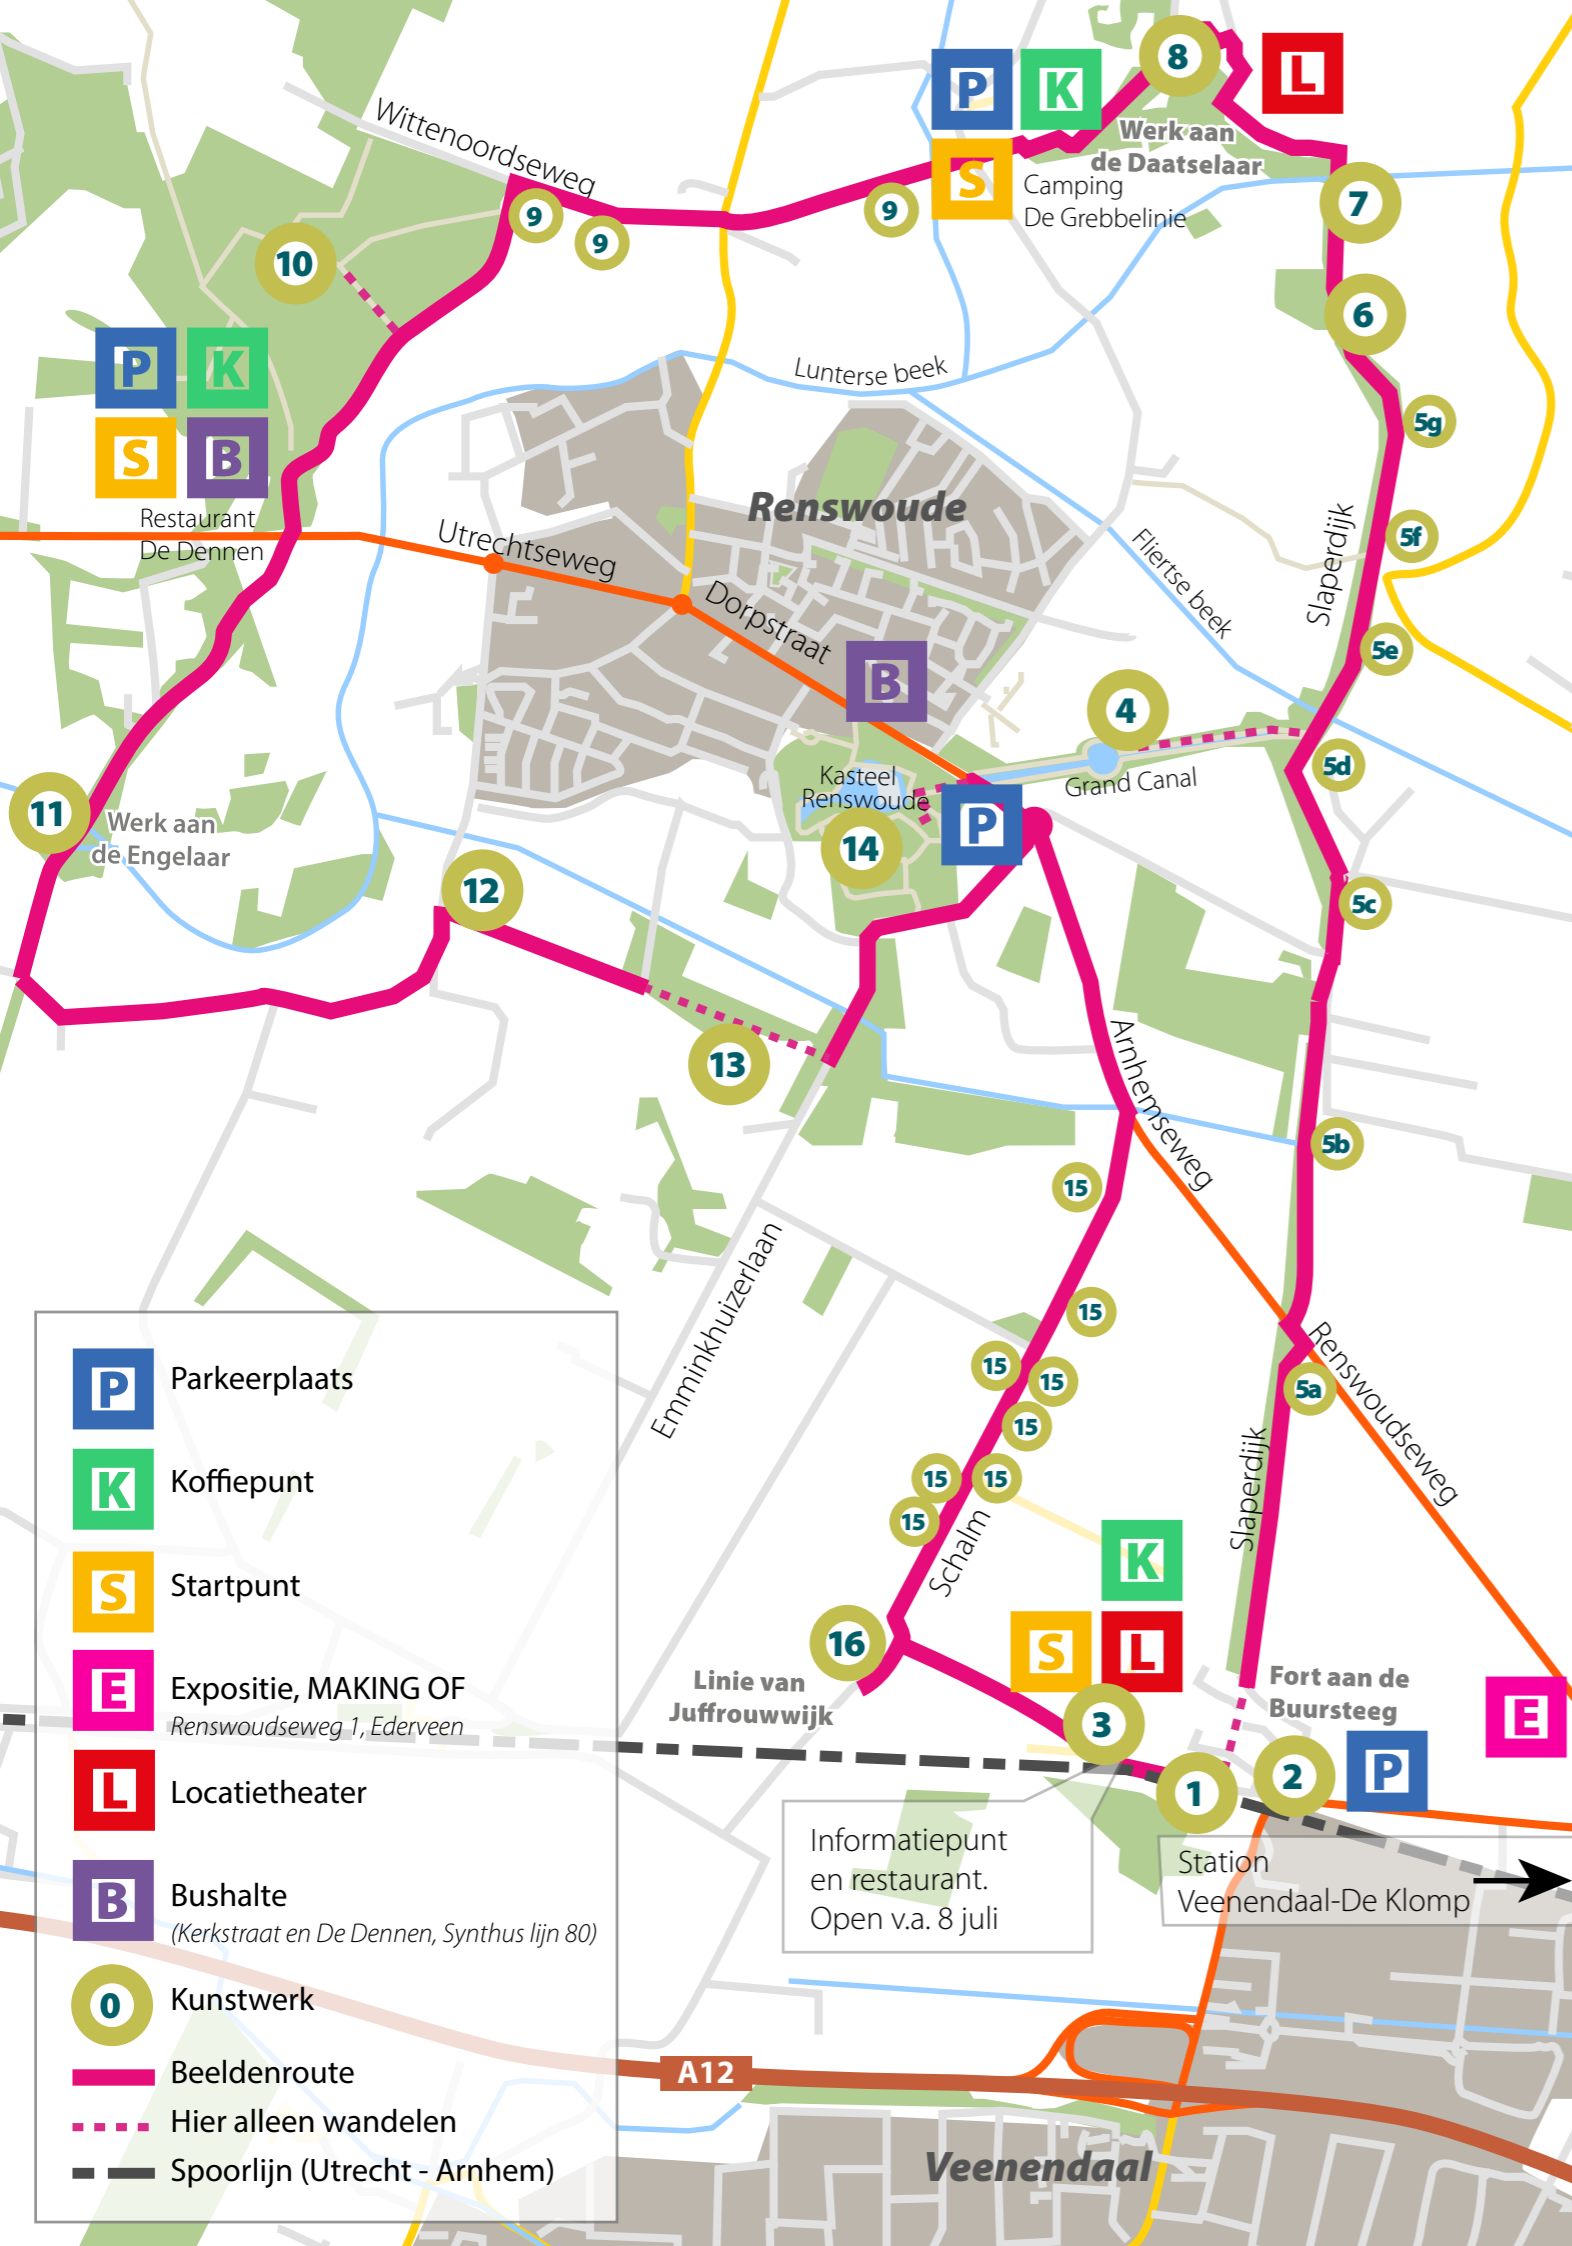 8
P
K
L
Wittenoordseweg
Werk aan
de Daatselaar
S
Camping
De Grebbelinie
9
9
9
7
10
6
P
K
Lunterse beek
S
B
5g
Renswoude
Restaurant
De Dennen
Utrechtseweg
Slaperdijk
5f
Fliertse beek
Dorpstraat
5e
B
4
5d
Kasteel
Renswoude
Grand Canal
11
Werk aan
de Engelaar
P
14
12
5c
13
Arnhemseweg
5b
15
15
Emminkhuizerlaan
15
15
15
15
15
15
Renswoudseweg
5a
Slaperdijk
Schalm
K
S
L
16
Linie van
Juffrouwwijk
Fort aan de
Buursteeg
E
3
1
2
P
Informatiepunt
en restaurant.
Open v.a. 8 juli
Station
Veenendaal-De Klomp
P
Parkeerplaats
K
Koffiepunt
S
Startpunt
E
Expositie, MAKING OF
Renswoudseweg 1, Ederveen
L
Locatietheater
B
Bushalte
(Kerkstraat en De Dennen, Synthus lijn 80)
0
Kunstwerk
Beeldenroute
Hier alleen wandelen
Spoorlijn (Utrecht - Arnhem)
A12
Veenendaal